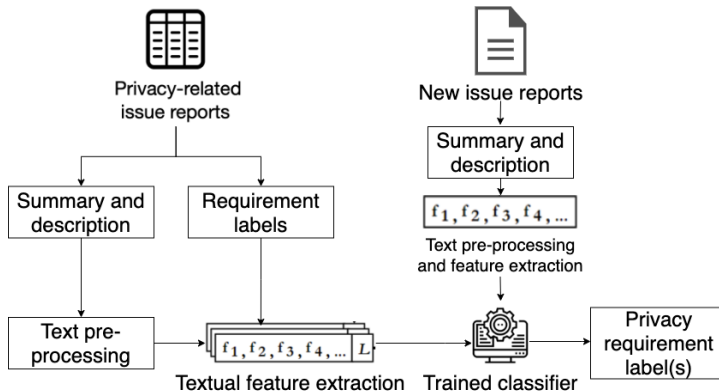 Privacy-related
issue reports
New issue reports
Summary and
description
Summary and
description
Requirement
labels
f1, f2, f3, f4, ...
Text pre-processing
and feature extraction
Text pre-
processing
f1, f2, f3, f4, ... L
Privacy
requirement
label(s)
Textual feature extraction
Trained classifier